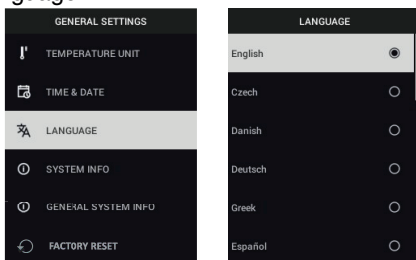 GENERAL SETTINGS
TEMPERATURE UNIT
TIME & DATE
LANGUAGE
SYSTEM INFO
GENERAL SYSTEM INFO
FACTORY RESET
LANGUAGE
English
Czech
Danish
Deutsch
Greek
Español